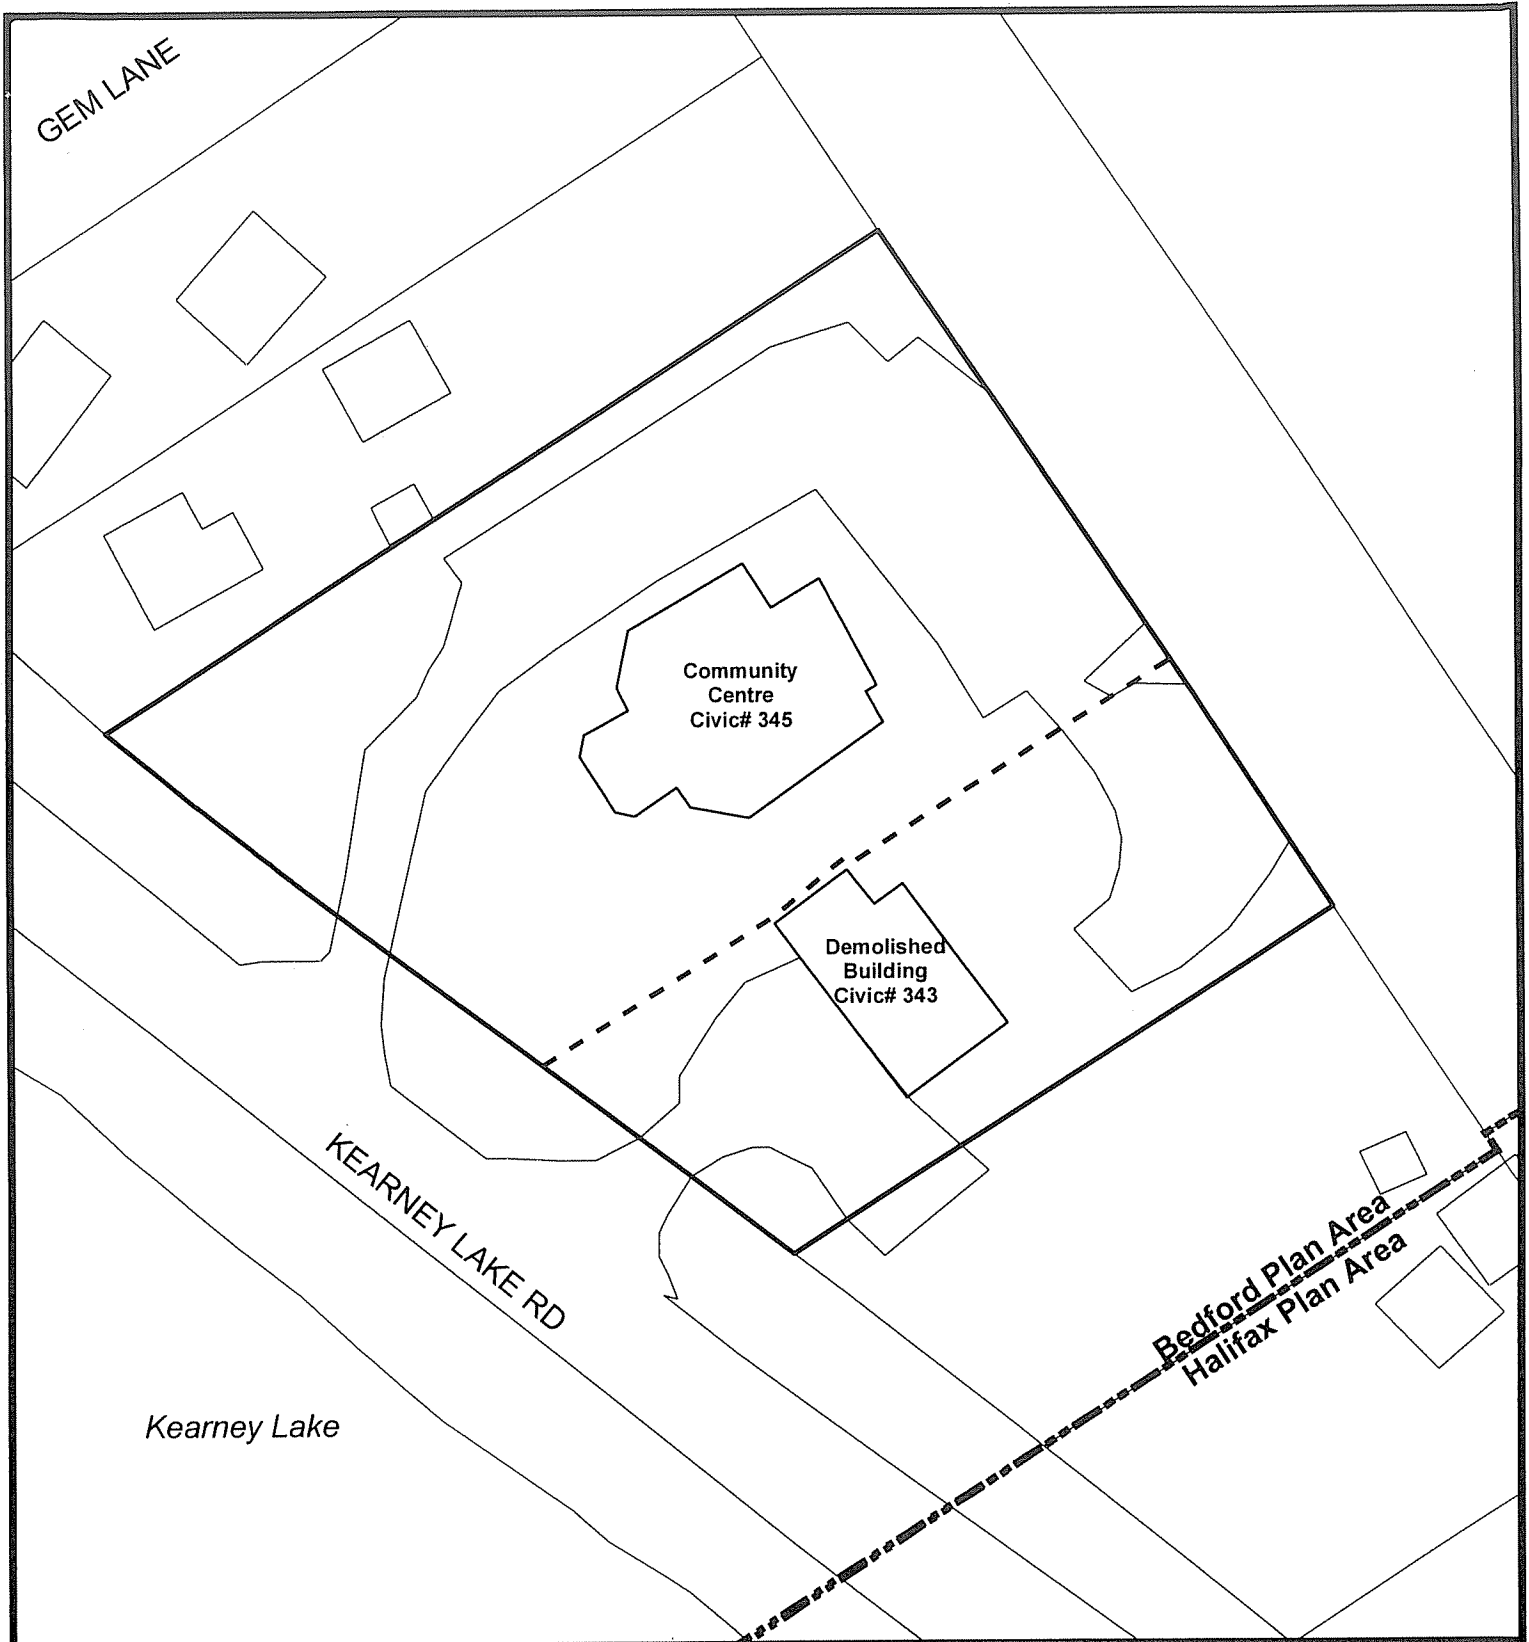 GEM LANE
Community
Centre
Civic# 345
Demolished
Building
Civic# 343
KEARNEY LAKE RD
Bedford Plan Area
Halifax Plan Area
Kearney Lake